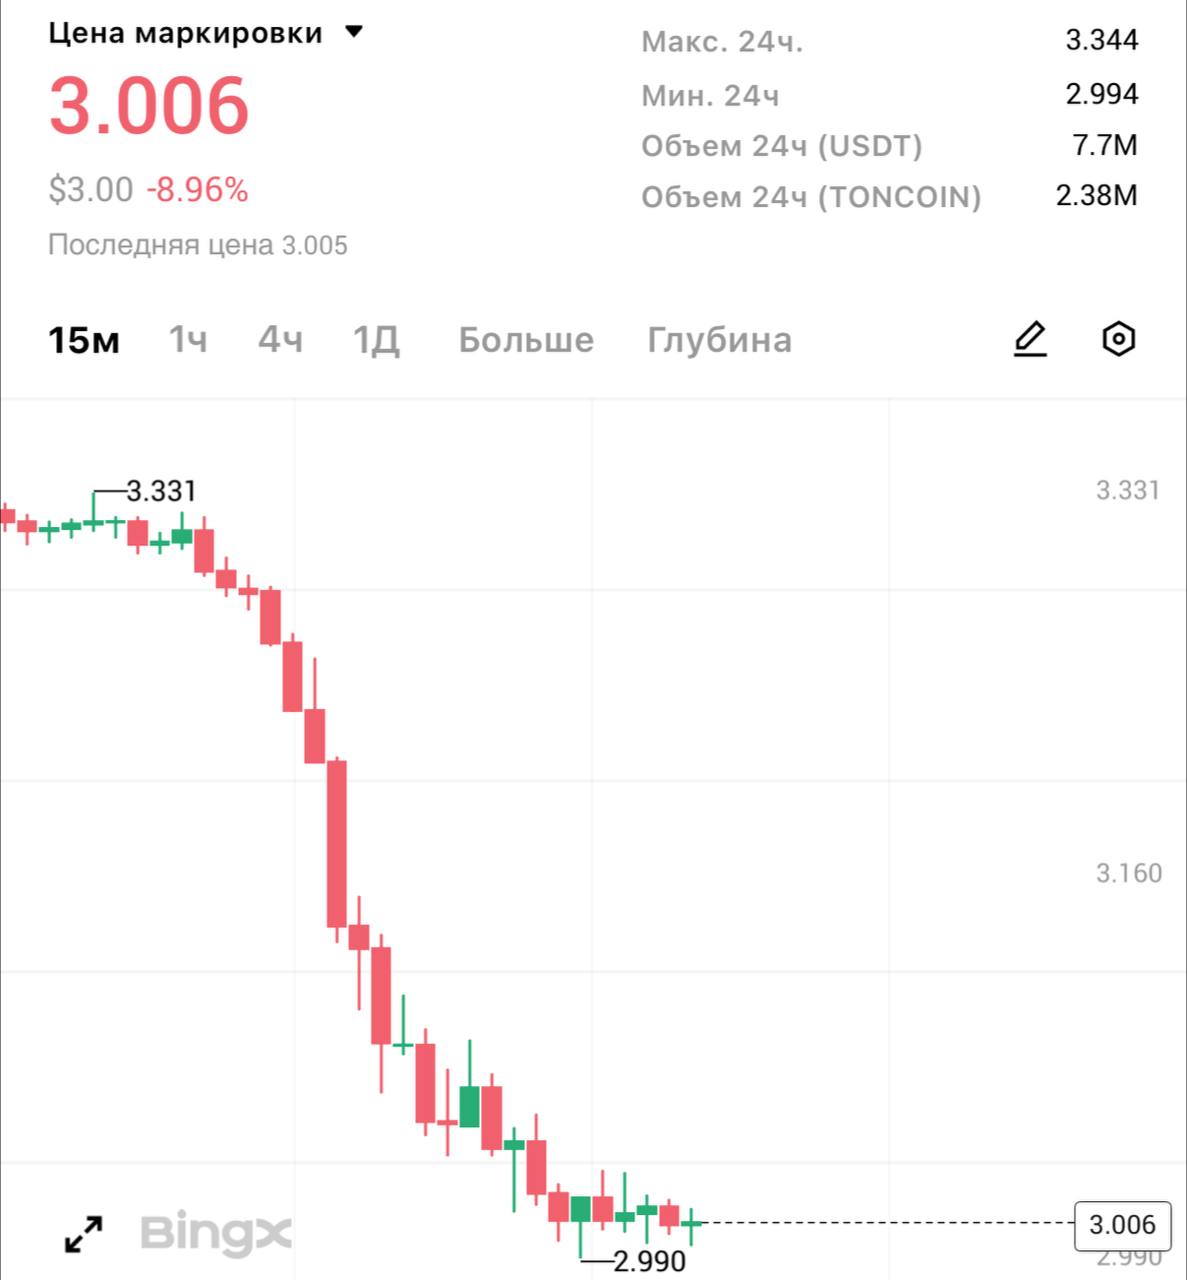 Цена маркировки
3.006
$3.00 -8.96%
Последняя цена 3.005
Макс. 24ч. 3.344
Мин. 24ч 2.994
Объем 24ч (USDT) 7.7M
Объем 24ч (TONCOIN) 2.38M
15м 1ч 4ч 1Д Больше Глубина
3.331 3.331
3.160
3.006
BingX
2.990 2.990